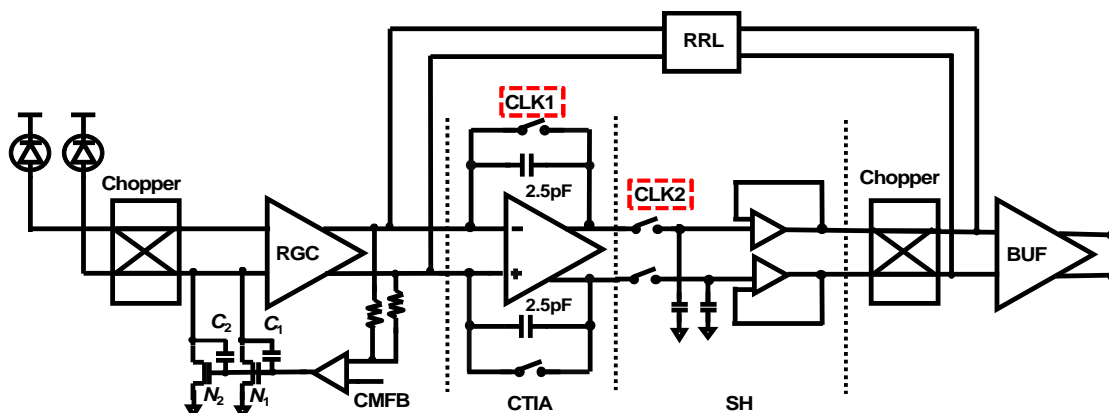 RRL
CLK1
Chopper
2.5pF
CLK2
Chopper
RGC
−
+
BUF
2.5pF
C2
C1
N2
N1
CMFB
CTIA
SH